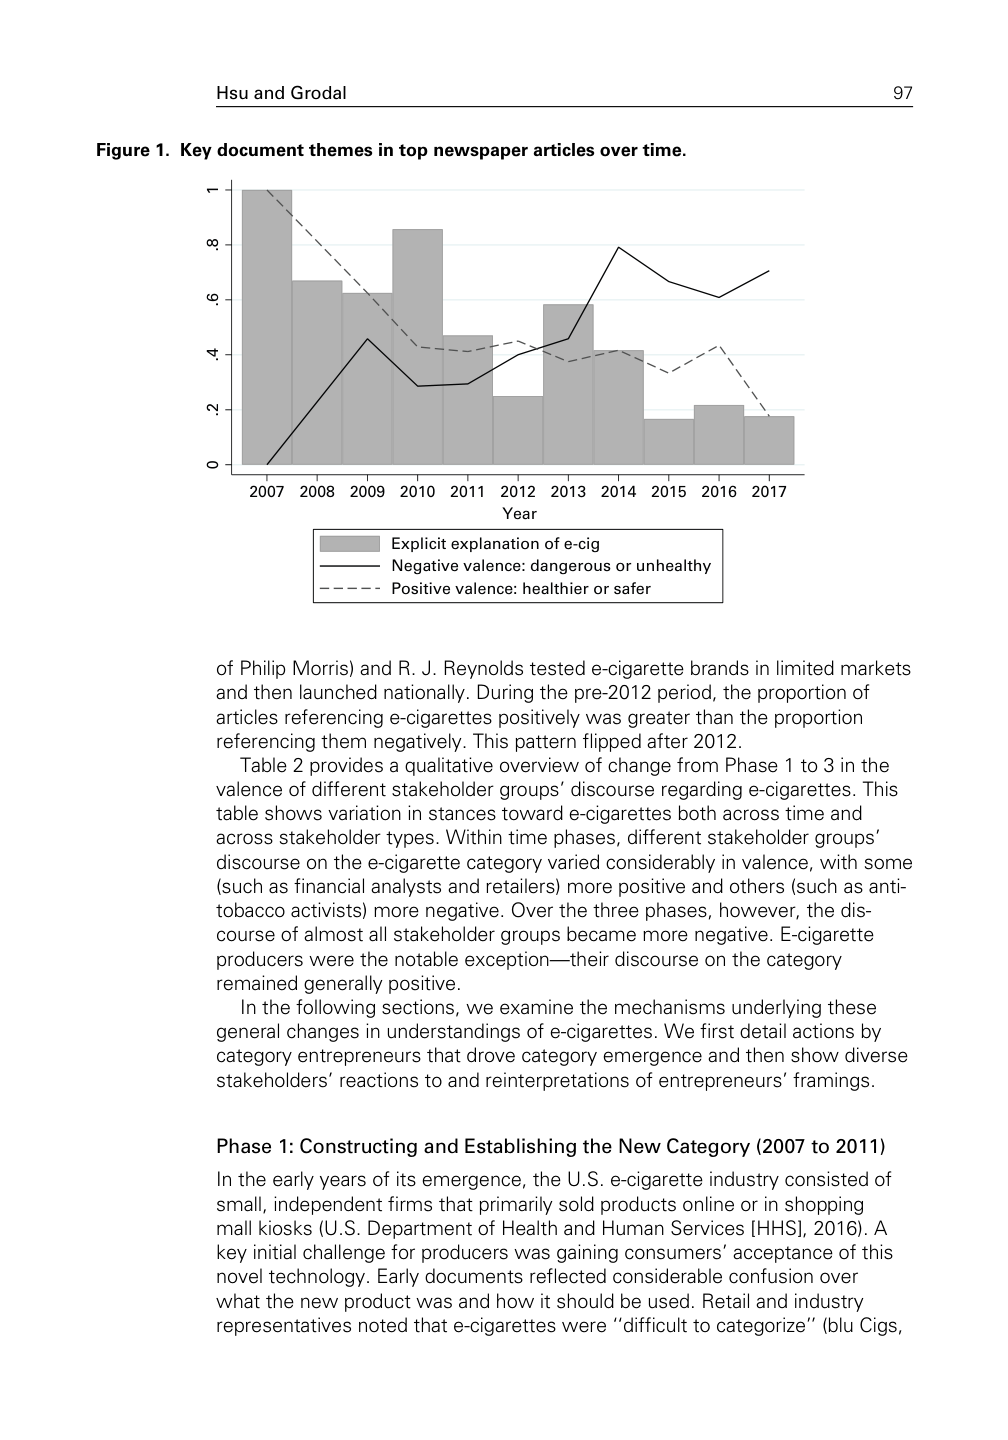 Hsu and Grodal 97
Figure 1. Key document themes in top newspaper articles over time.
1
.8
.6
.4
.2
0
2007 2008 2009 2010 2011 2012 2013 2014 2015 2016 2017
Year
Explicit explanation of e-cig
Negative valence: dangerous or unhealthy
Positive valence: healthier or safer
of Philip Morris) and R. J. Reynolds tested e-cigarette brands in limited markets
and then launched nationally. During the pre-2012 period, the proportion of
articles referencing e-cigarettes positively was greater than the proportion
referencing them negatively. This pattern flipped after 2012.
Table 2 provides a qualitative overview of change from Phase 1 to 3 in the
valence of different stakeholder groups’ discourse regarding e-cigarettes. This
table shows variation in stances toward e-cigarettes both across time and
across stakeholder types. Within time phases, different stakeholder groups’
discourse on the e-cigarette category varied considerably in valence, with some
(such as financial analysts and retailers) more positive and others (such as anti-
tobacco activists) more negative. Over the three phases, however, the dis-
course of almost all stakeholder groups became more negative. E-cigarette
producers were the notable exception—their discourse on the category
remained generally positive.
In the following sections, we examine the mechanisms underlying these
general changes in understandings of e-cigarettes. We first detail actions by
category entrepreneurs that drove category emergence and then show diverse
stakeholders’ reactions to and reinterpretations of entrepreneurs’ framings.
Phase 1: Constructing and Establishing the New Category (2007 to 2011)
In the early years of its emergence, the U.S. e-cigarette industry consisted of
small, independent firms that primarily sold products online or in shopping
mall kiosks (U.S. Department of Health and Human Services [HHS], 2016). A
key initial challenge for producers was gaining consumers’ acceptance of this
novel technology. Early documents reflected considerable confusion over
what the new product was and how it should be used. Retail and industry
representatives noted that e-cigarettes were ‘‘difficult to categorize’’ (blu Cigs,